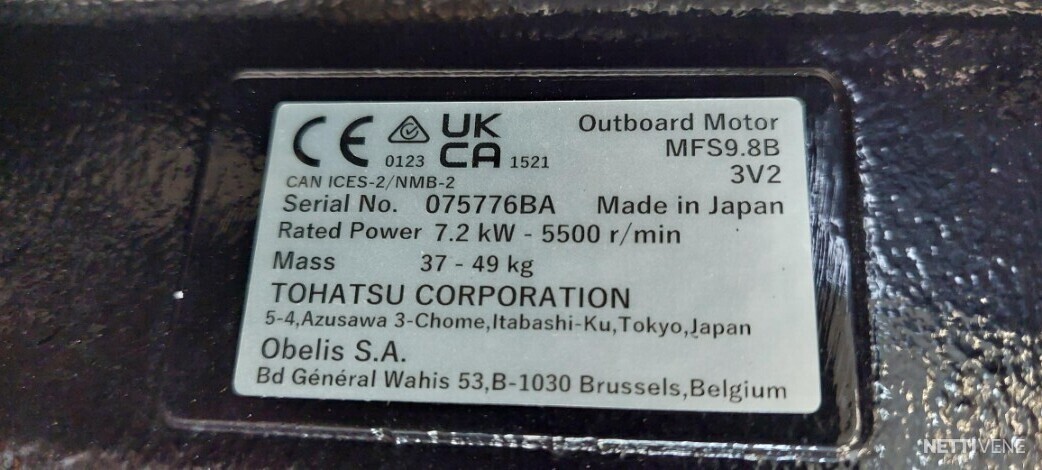 CE 0123 UK CA 1521
CAN ICES-2/NMB-2
Outboard Motor
MFS9.8B
3V2
Serial No. 075776BA Made in Japan
Rated Power 7.2 kW - 5500 r/min
Mass 37 - 49 kg
TOHATSU CORPORATION
5-4,Azusawa 3-Chome,Itabashi-Ku,Tokyo,Japan
Obelis S.A.
Bd Général Wahis 53,B-1030 Brussels,Belgium
NETTIVENE